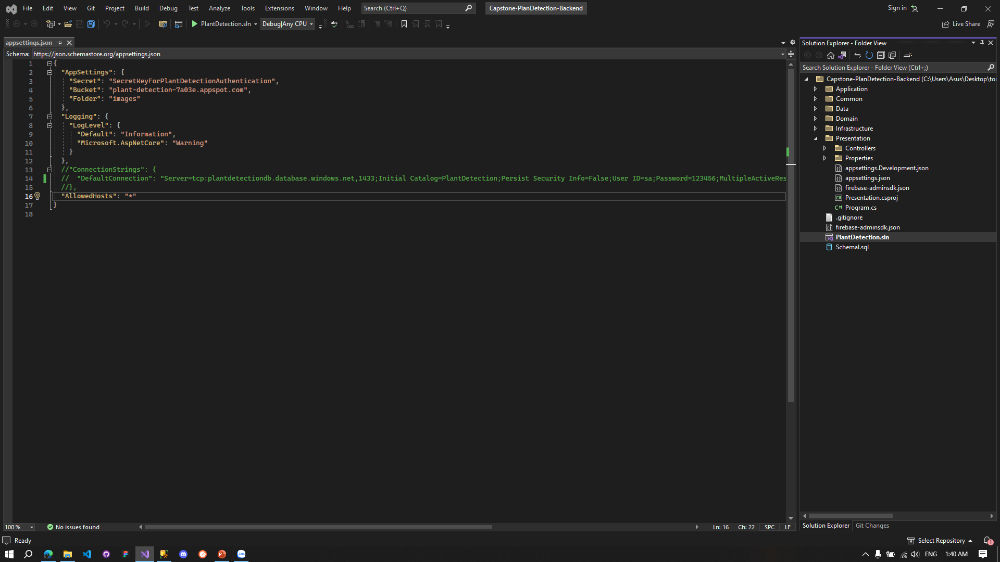 File Edit View Git Project Build Debug Test Analyze Tools Extensions Window Help Search (Ctrl+Q) Capstone-PlanDetection-Backend Sign in
PlantDetection.sln Debug|Any CPU Live Share
appsettings.json
Schema: https://json.schemastore.org/appsettings.json
1 {
2 "AppSettings": {
3 "Secret": "SecretKeyForPlantDetectionAuthentication",
4 "Bucket": "plant-detection-7a03e.appspot.com",
5 "Folder": "images"
6 },
7 "Logging": {
8 "LogLevel": {
9 "Default": "Information",
10 "Microsoft.AspNetCore": "Warning"
11 }
12 },
13 //"ConnectionStrings": {
14 // "DefaultConnection": "Server=tcp:plantdetectiondb.database.windows.net,1433;Initial Catalog=PlantDetection;Persist Security Info=False;User ID=sa;Password=123456;MultipleActiveRes
15 //},
16 "AllowedHosts": "*"
17 }
18
100 % No issues found Ln: 16 Ch: 22 SPC LF
Solution Explorer - Folder View
Search Solution Explorer - Folder View (Ctrl+;)
Capstone-PlanDetection-Backend (C:\Users\Asus\Desktop\tor
Application
Common
Data
Domain
Infrastructure
Presentation
Controllers
Properties
appsettings.Development.json
appsettings.json
firebase-adminsdk.json
Presentation.csproj
C# Program.cs
.gitignore
firebase-adminsdk.json
PlantDetection.sln
Schemal.sql
Solution Explorer Git Changes
Ready Select Repository 1
Zalo ENG 1:40 AM